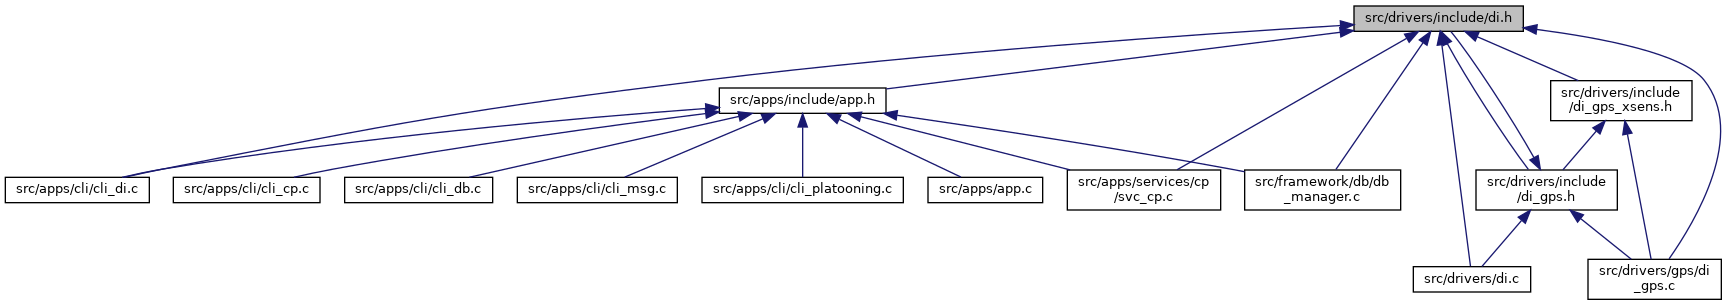 src/drivers/include/di.h
src/apps/include/app.h
src/drivers/include
/di_gps_xsens.h
src/apps/cli/cli_di.c
src/apps/cli/cli_cp.c
src/apps/cli/cli_db.c
src/apps/cli/cli_msg.c
src/apps/cli/cli_platooning.c
src/apps/app.c
src/apps/services/cp
/svc_cp.c
src/framework/db/db
_manager.c
src/drivers/include
/di_gps.h
src/drivers/di.c
src/drivers/gps/di
_gps.c